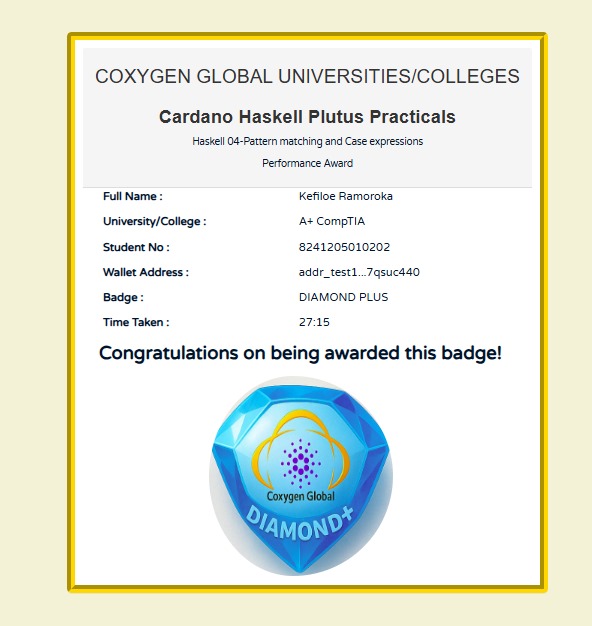 COXYGEN GLOBAL UNIVERSITIES/COLLEGES
Cardano Haskell Plutus Practicals
Haskell 04-Pattern matching and Case expressions
Performance Award
Full Name : Kefiloe Ramoroka
University/College : A+ CompTIA
Student No : 8241205010202
Wallet Address : addr_test1...7qsuc440
Badge : DIAMOND PLUS
Time Taken : 27:15
Congratulations on being awarded this badge!
Coxygen Global
DIAMOND+